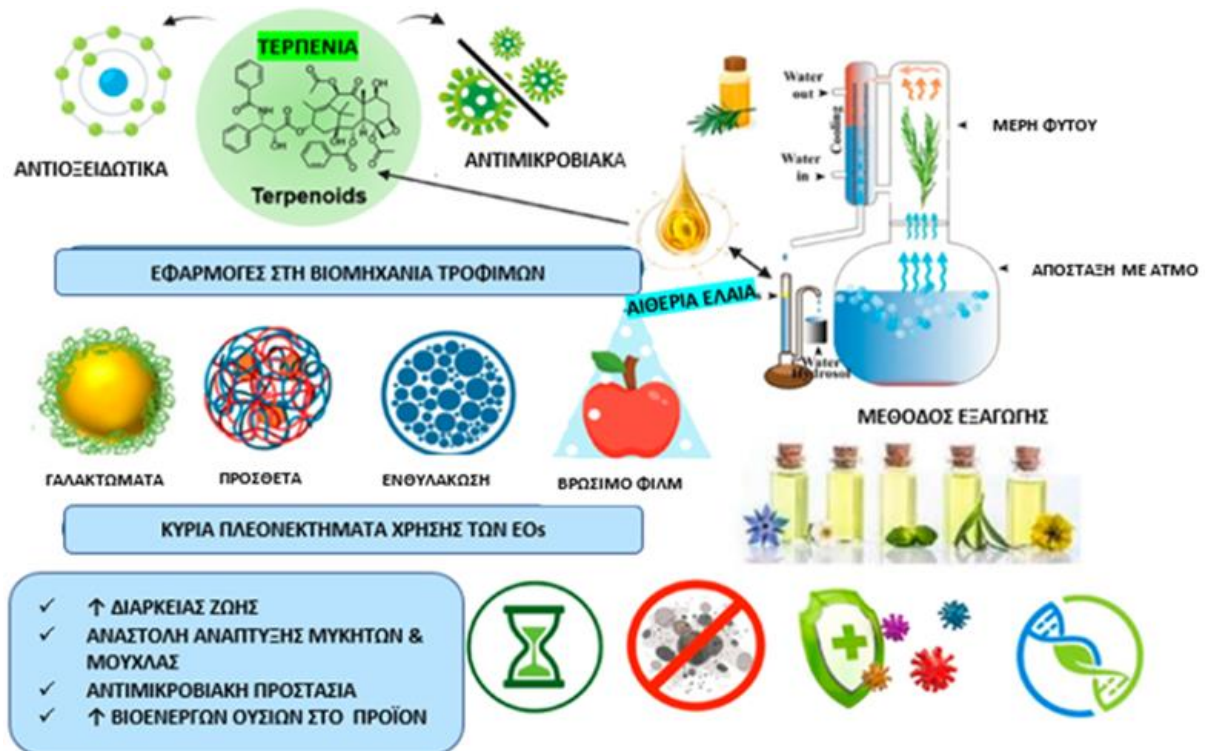 ΤΕΡΠΕΝΙΑ
Terpenoids
ΑΝΤΙΟΞΕΙΔΩΤΙΚΑ
ΑΝΤΙΜΙΚΡΟΒΙΑΚΑ
Water
out
Cooling
Water
in
ΜΕΡΗ ΦΥΤΟΥ
ΑΠΟΣΤΑΞΗ ΜΕ ΑΤΜΟ
ΑΙΘΕΡΙΑ ΕΛΑΙΑ
Water
Hydrosol
ΜΕΘΟΔΟΣ ΕΞΑΓΩΓΗΣ
ΕΦΑΡΜΟΓΕΣ ΣΤΗ ΒΙΟΜΗΧΑΝΙΑ ΤΡΟΦΙΜΩΝ
ΓΑΛΑΚΤΩΜΑΤΑ
ΠΡΟΣΘΕΤΑ
ΕΝΘΥΛΑΚΩΣΗ
ΒΡΩΣΙΜΟ ΦΙΛΜ
ΚΥΡΙΑ ΠΛΕΟΝΕΚΤΗΜΑΤΑ ΧΡΗΣΗΣ ΤΩΝ EOs
✓ ↑ ΔΙΑΡΚΕΙΑΣ ΖΩΗΣ
✓ ΑΝΑΣΤΟΛΗ ΑΝΑΠΤΥΞΗΣ ΜΥΚΗΤΩΝ &
ΜΟΥΧΛΑΣ
✓ ΑΝΤΙΜΙΚΡΟΒΙΑΚΗ ΠΡΟΣΤΑΣΙΑ
✓ ↑ ΒΙΟΕΝΕΡΓΩΝ ΟΥΣΙΩΝ ΣΤΟ ΠΡΟΪΟΝ